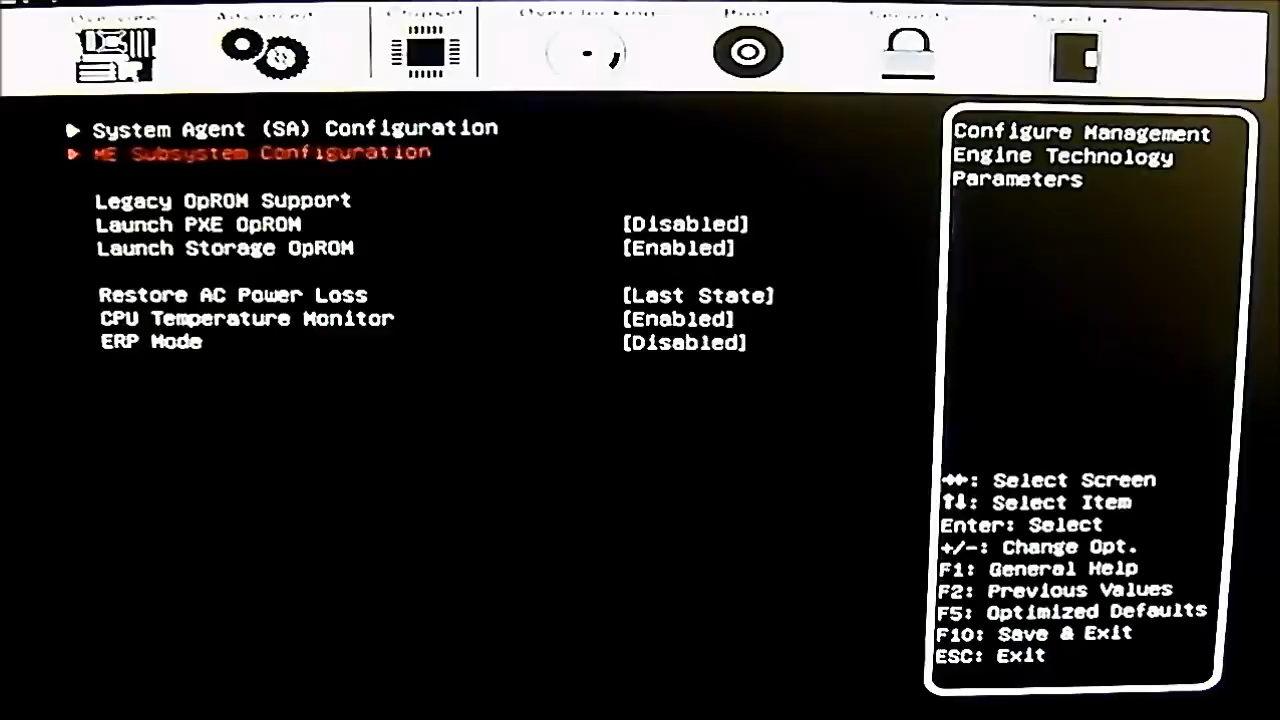 Chipset
Overclocking
System Agent (SA) Configuration
ME Subsystem Configuration
Configure Management
Engine Technology
Parameters
Legacy OpROM Support
Launch PXE OpROM [Disabled]
Launch Storage OpROM [Enabled]
Restore AC Power Loss [Last State]
CPU Temperature Monitor [Enabled]
ERP Mode [Disabled]
→←: Select Screen
↑↓: Select Item
Enter: Select
+/-: Change Opt.
F1: General Help
F2: Previous Values
F5: Optimized Defaults
F10: Save & Exit
ESC: Exit